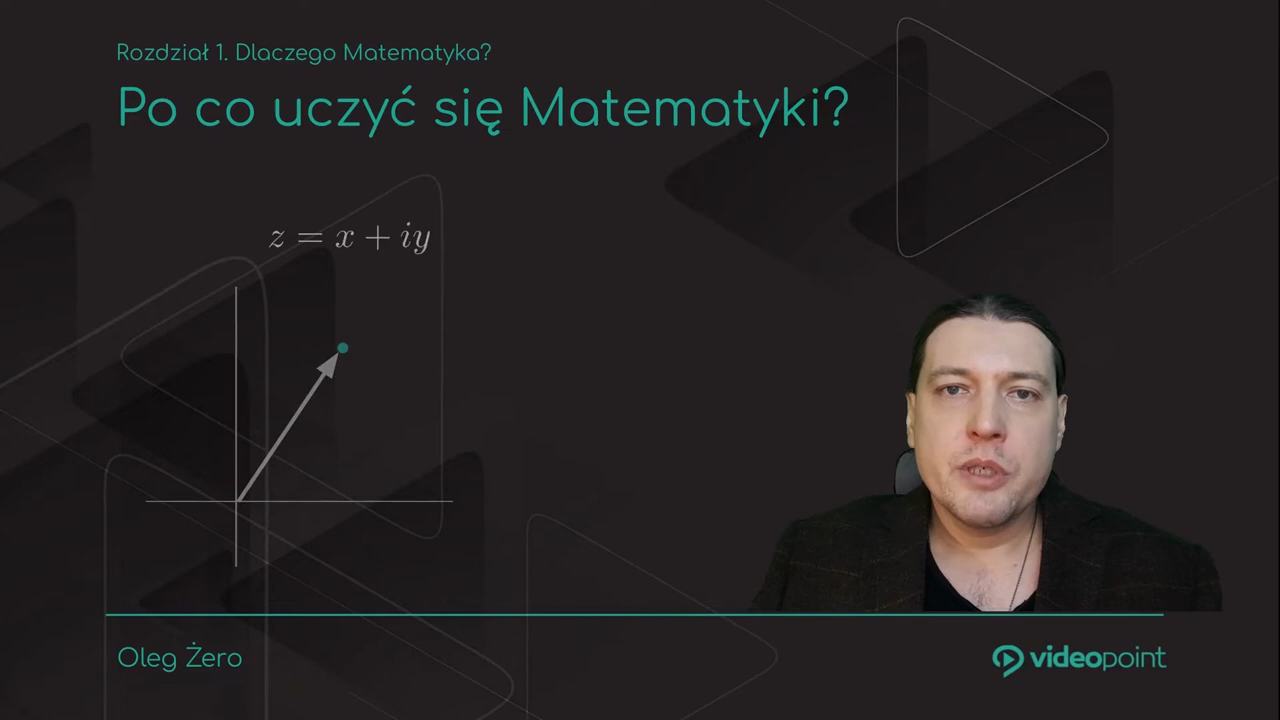 Rozdział 1. Dlaczego Matematyka?
Po co uczyć się Matematyki?
z = x + iy
Oleg Żero
videopoint